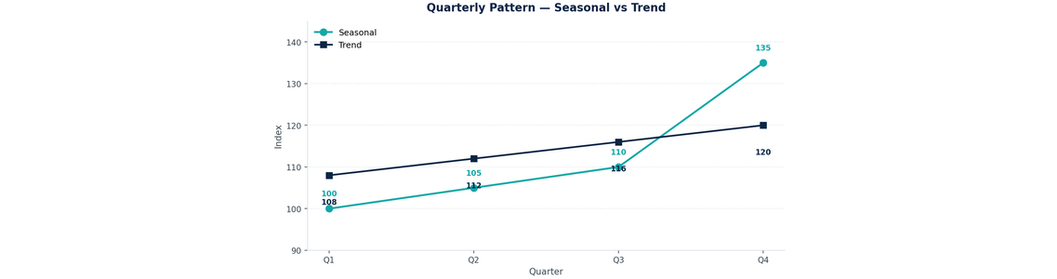 Quarterly Pattern — Seasonal vs Trend
Seasonal
Trend
140
130
120
110
100
90
Index
135
120
110
116
105
112
100
108
Q1 Q2 Q3 Q4
Quarter